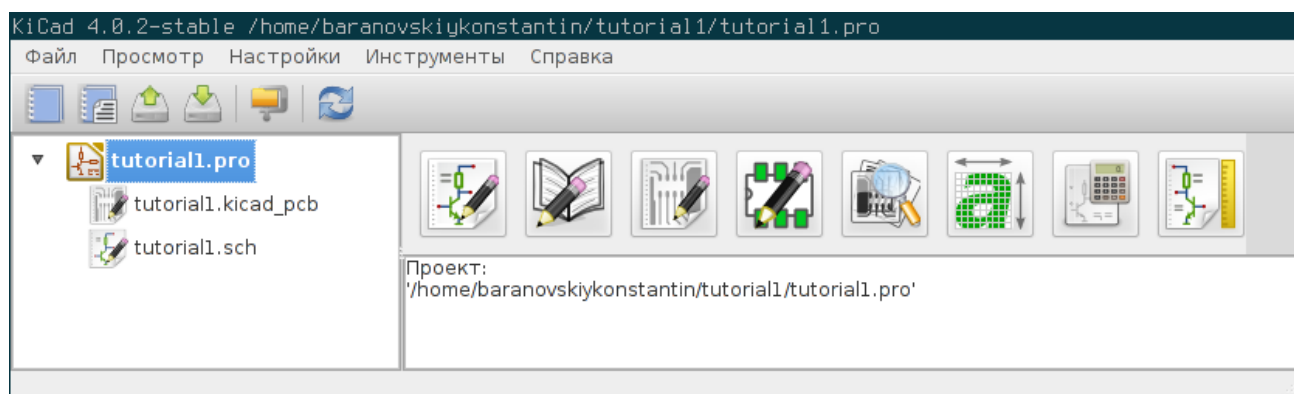 KiCad 4.0.2-stable /home/baranovskiykonstantin/tutorial1/tutorial1.pro
Файл Просмотр Настройки Инструменты Справка
tutorial1.pro
tutorial1.kicad_pcb
tutorial1.sch
Проект:
'/home/baranovskiykonstantin/tutorial1/tutorial1.pro'